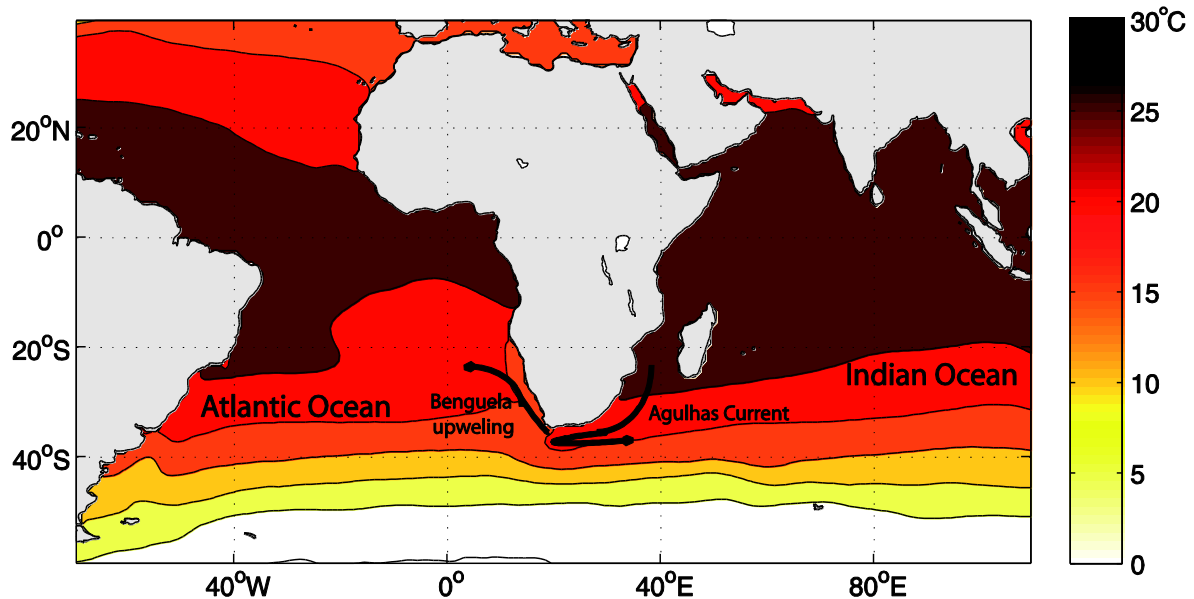 30°C
25
20
15
10
5
0
20°N
0°
20°S
40°S
Atlantic Ocean
Benguela
upweling
Agulhas Current
Indian Ocean
40°W
0°
40°E
80°E